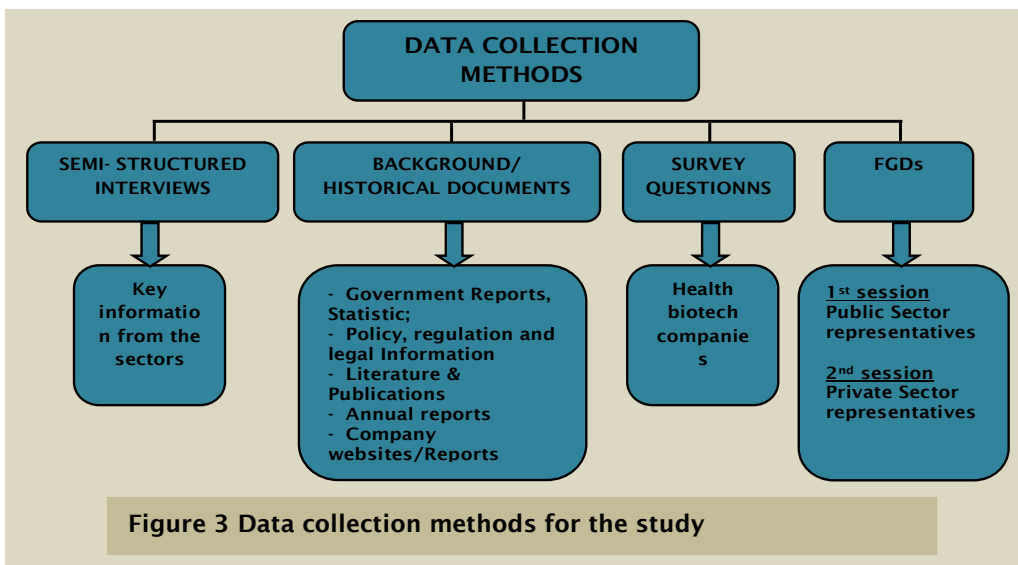 DATA COLLECTION
METHODS
SEMI- STRUCTURED
INTERVIEWS
BACKGROUND/
HISTORICAL DOCUMENTS
SURVEY
QUESTIONNS
FGDs
Key
informatio
n from the
sectors
- Government Reports,
Statistic;
- Policy, regulation and
legal Information
- Literature &
Publications
- Annual reports
- Company
websites/Reports
Health
biotech
companie
s
1st session
Public Sector
representatives
2nd session
Private Sector
representatives
Figure 3 Data collection methods for the study